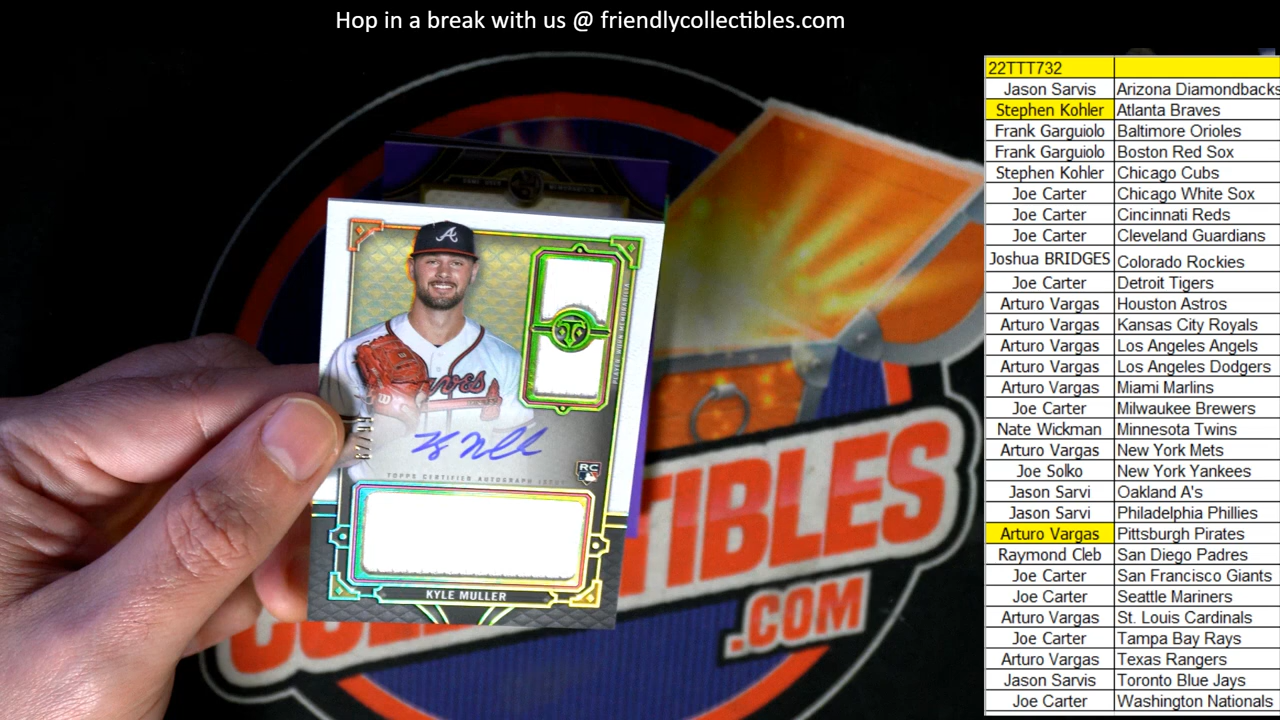 Hop in a break with us @ friendlycollectibles.com
22TTT732
Jason Sarvis Arizona Diamondbacks
Stephen Kohler Atlanta Braves
Frank Garguiolo Baltimore Orioles
Frank Garguiolo Boston Red Sox
Stephen Kohler Chicago Cubs
Joe Carter Chicago White Sox
Joe Carter Cincinnati Reds
Joe Carter Cleveland Guardians
Joshua BRIDGES Colorado Rockies
Joe Carter Detroit Tigers
Arturo Vargas Houston Astros
Arturo Vargas Kansas City Royals
Arturo Vargas Los Angeles Angels
Arturo Vargas Los Angeles Dodgers
Arturo Vargas Miami Marlins
Joe Carter Milwaukee Brewers
Nate Wickman Minnesota Twins
Arturo Vargas New York Mets
Joe Solko New York Yankees
Jason Sarvi Oakland A's
Jason Sarvi Philadelphia Phillies
Arturo Vargas Pittsburgh Pirates
Raymond Cleb San Diego Padres
Joe Carter San Francisco Giants
Joe Carter Seattle Mariners
Arturo Vargas St. Louis Cardinals
Joe Carter Tampa Bay Rays
Arturo Vargas Texas Rangers
Jason Sarvis Toronto Blue Jays
Joe Carter Washington Nationals
A
PLAYER-WORN MEMORABILIA
TOPPS CERTIFIED AUTOGRAPH ISSUE
RC
KYLE MULLER
TIBLES
.COM